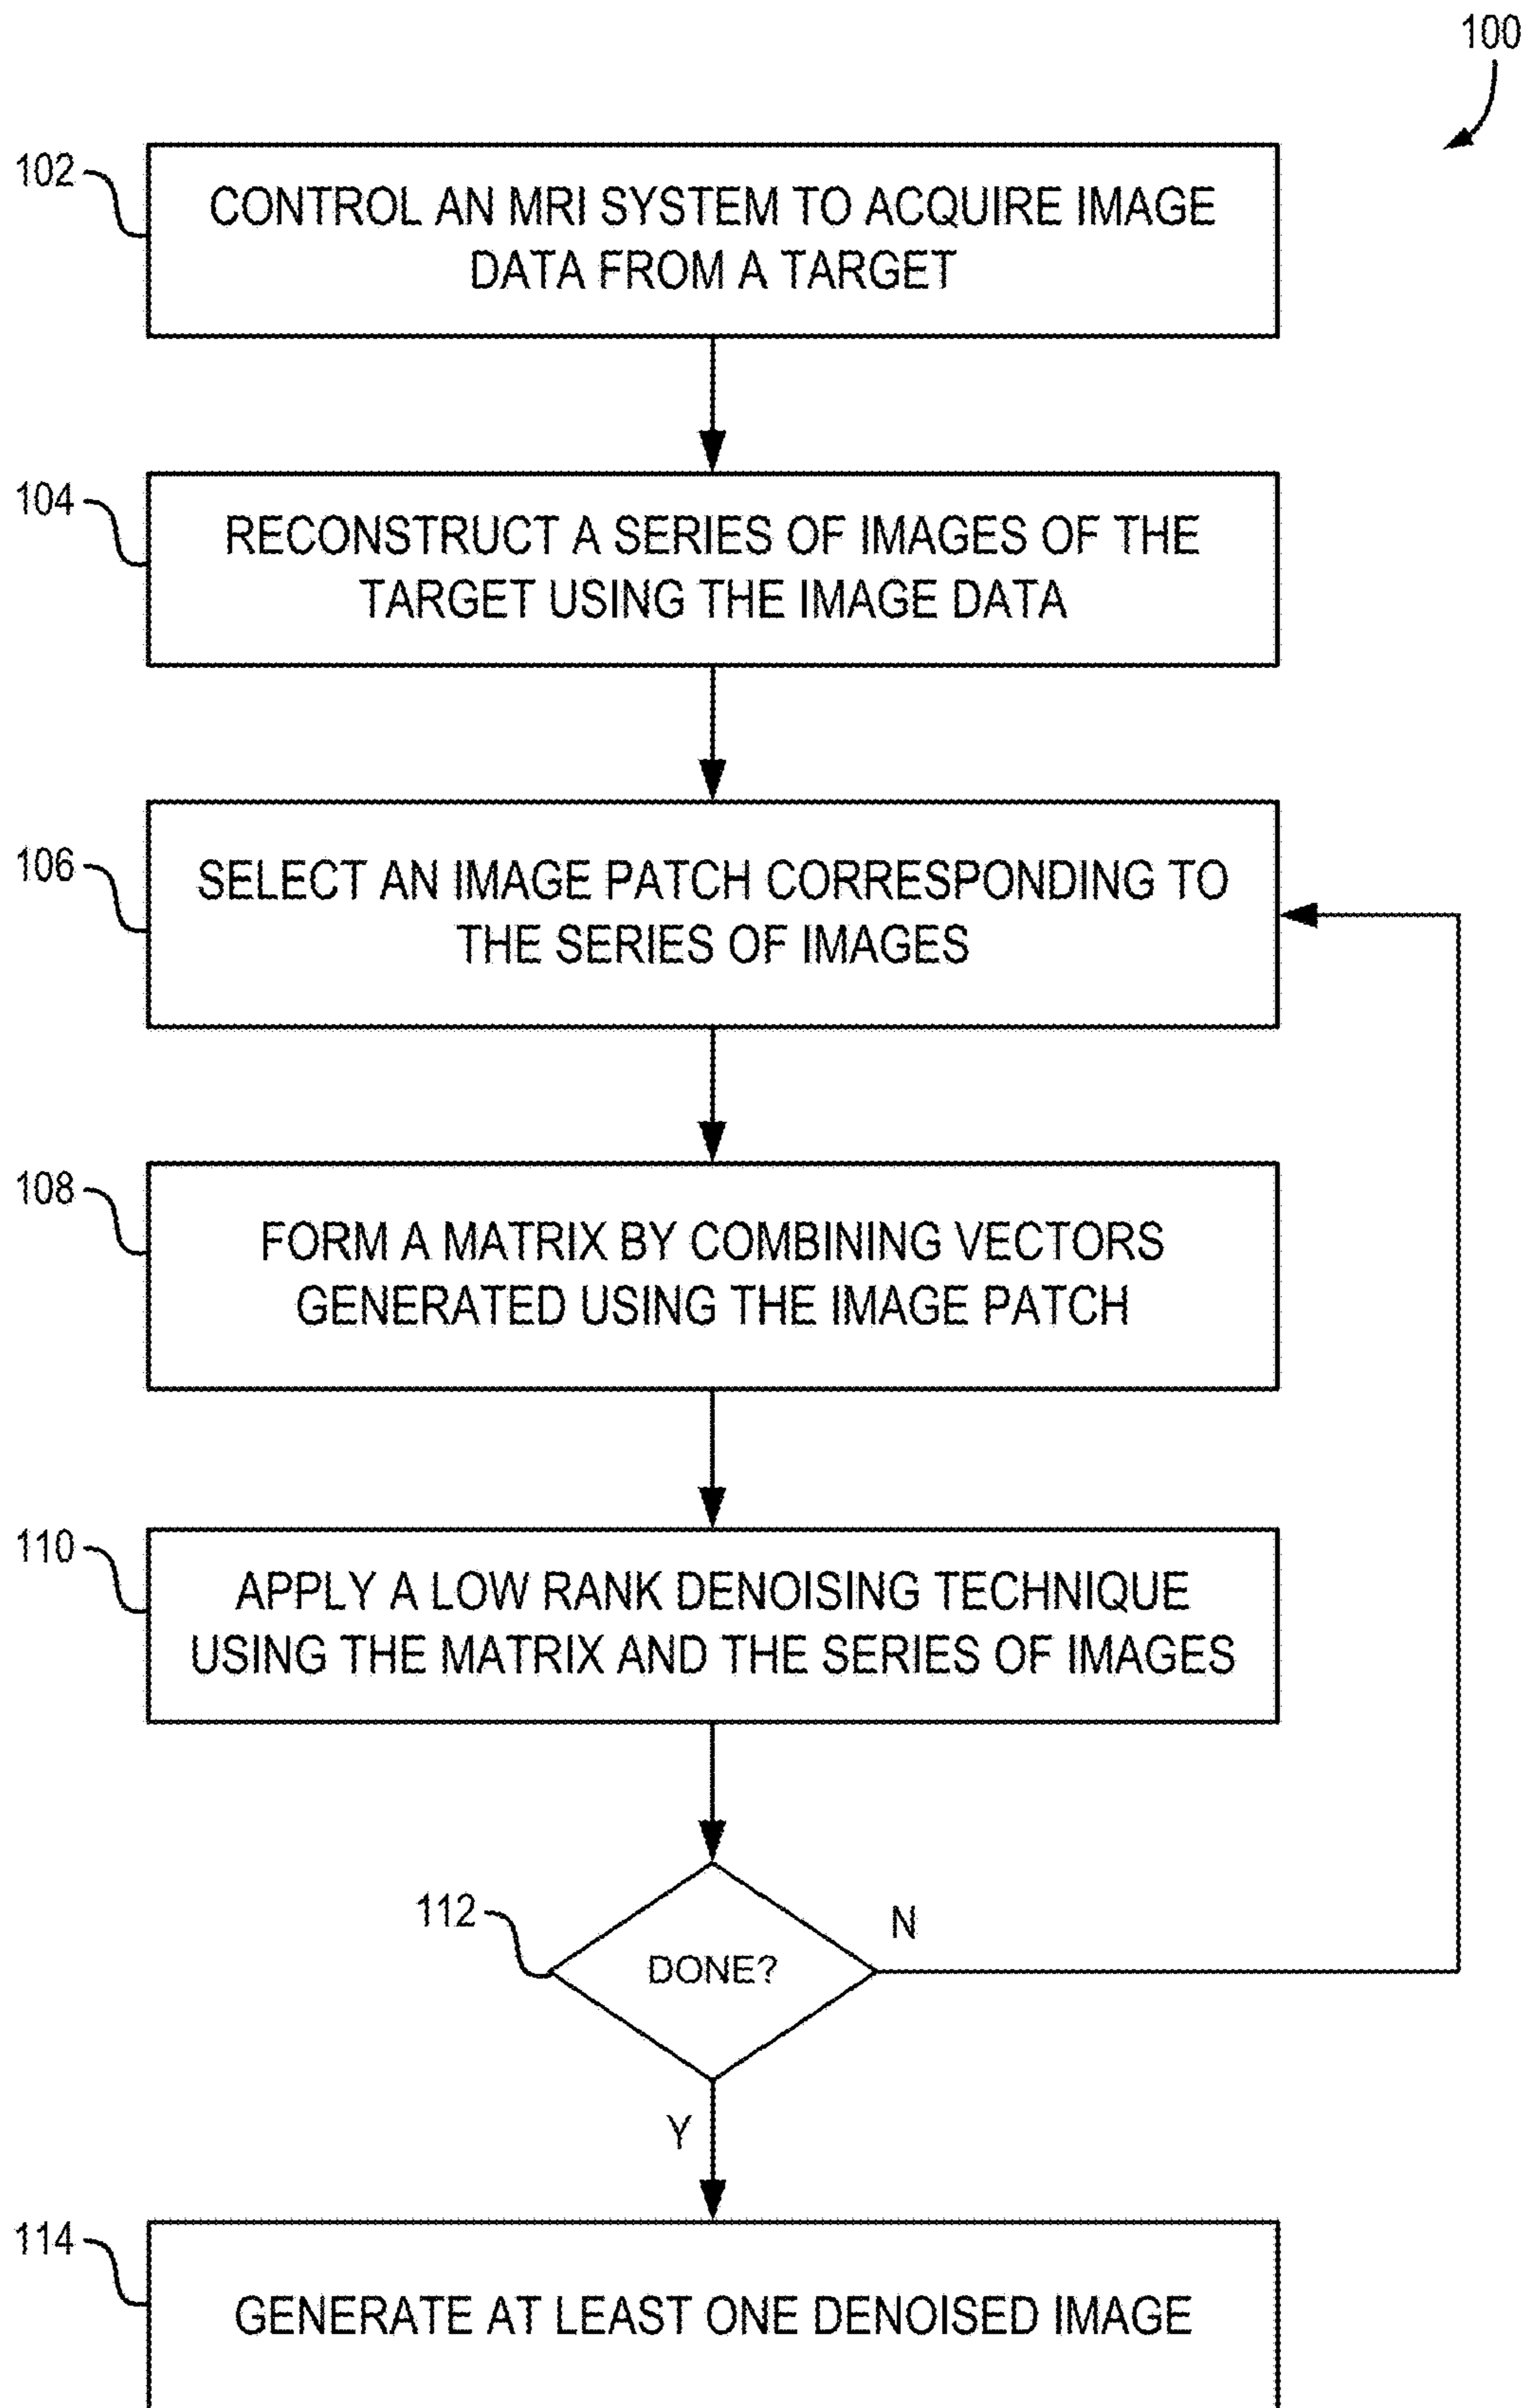 100
102
CONTROL AN MRI SYSTEM TO ACQUIRE IMAGE
DATA FROM A TARGET
104
RECONSTRUCT A SERIES OF IMAGES OF THE
TARGET USING THE IMAGE DATA
106
SELECT AN IMAGE PATCH CORRESPONDING TO
THE SERIES OF IMAGES
108
FORM A MATRIX BY COMBINING VECTORS
GENERATED USING THE IMAGE PATCH
110
APPLY A LOW RANK DENOISING TECHNIQUE
USING THE MATRIX AND THE SERIES OF IMAGES
112
DONE?
N
Y
114
GENERATE AT LEAST ONE DENOISED IMAGE